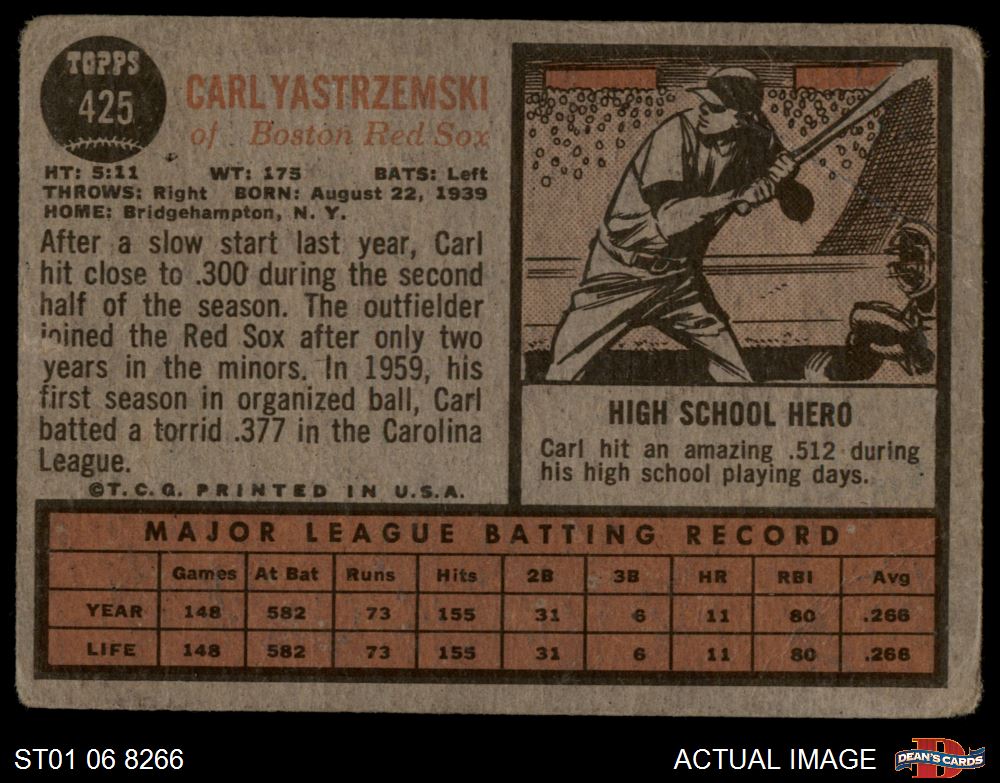 TOPPS
425
CARL YASTRZEMSKI
of Boston Red Sox
HT: 5:11 WT: 175 BATS: Left
THROWS: Right BORN: August 22, 1939
HOME: Bridgehampton, N. Y.
After a slow start last year, Carl
hit close to .300 during the second
half of the season. The outfielder
joined the Red Sox after only two
years in the minors. In 1959, his
first season in organized ball, Carl
batted a torrid .377 in the Carolina
League.
©T. C. G. PRINTED IN U.S.A.
HIGH SCHOOL HERO
Carl hit an amazing .512 during
his high school playing days.
MAJOR LEAGUE BATTING RECORD
Games At Bat Runs Hits 2B 3B HR RBI Avg
YEAR 148 582 73 155 31 6 11 80 .266
LIFE 148 582 73 155 31 6 11 80 .266
ST01 06 8266
ACTUAL IMAGE
D
DEAN'S CARDS